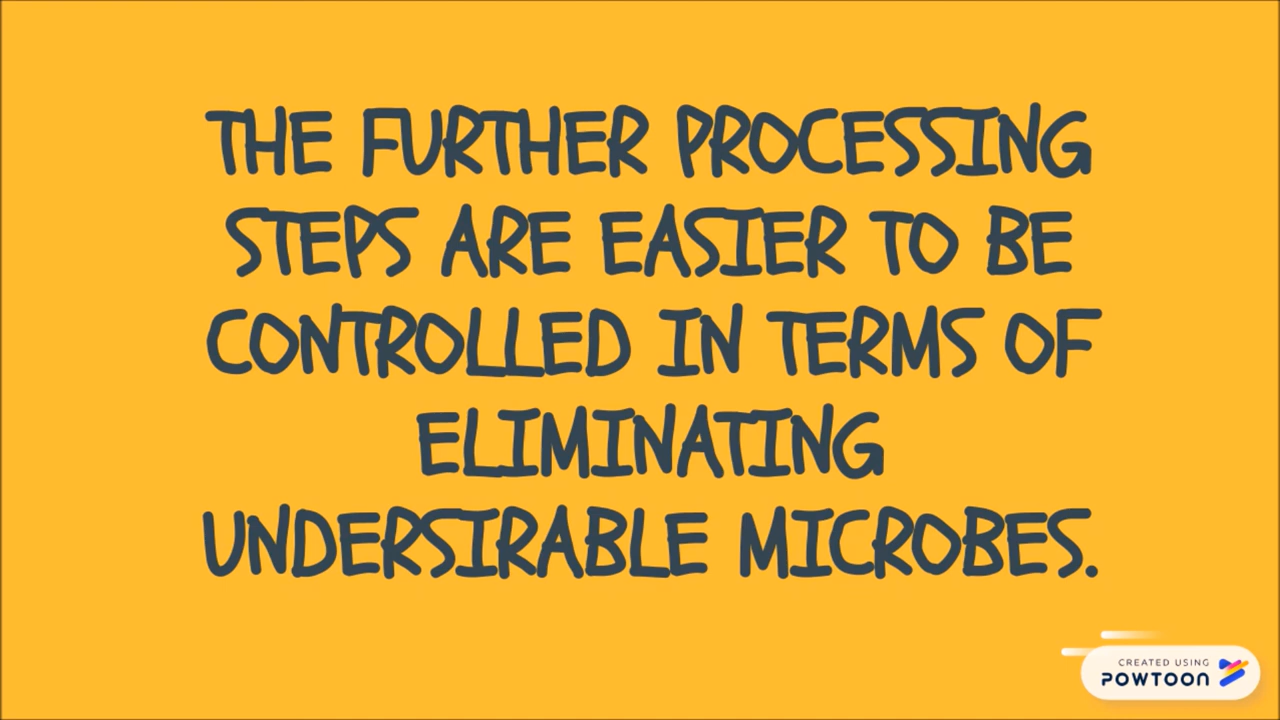 THE FURTHER PROCESSING
STEPS ARE EASIER TO BE
CONTROLLED IN TERMS OF
ELIMINATING
UNDERSIRABLE MICROBES.
CREATED USING
POWTOON